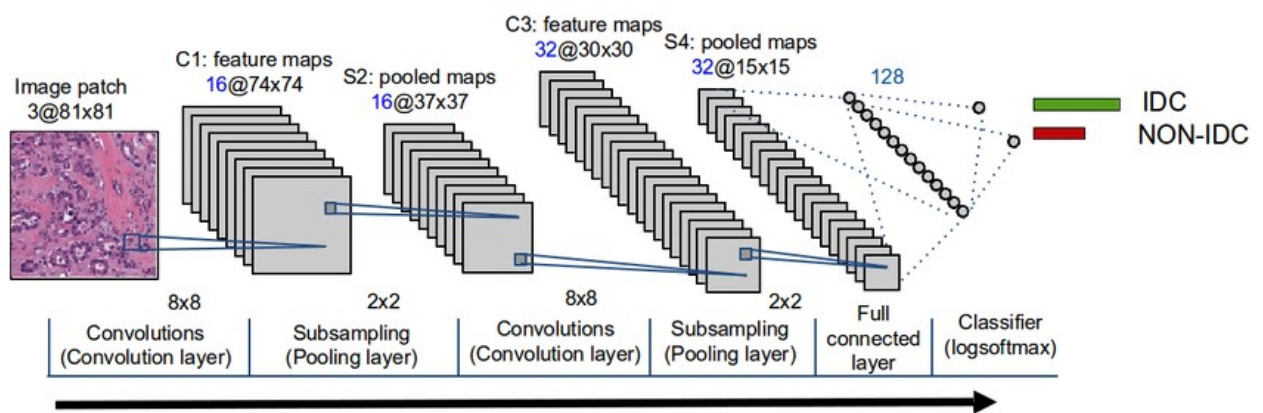 Image patch
3@81x81
C1: feature maps
16@74x74
S2: pooled maps
16@37x37
C3: feature maps
32@30x30
S4: pooled maps
32@15x15
128
IDC
NON-IDC
8x8
2x2
8x8
2x2
Convolutions
(Convolution layer)
Subsampling
(Pooling layer)
Convolutions
(Convolution layer)
Subsampling
(Pooling layer)
Full
connected
layer
Classifier
(logsoftmax)